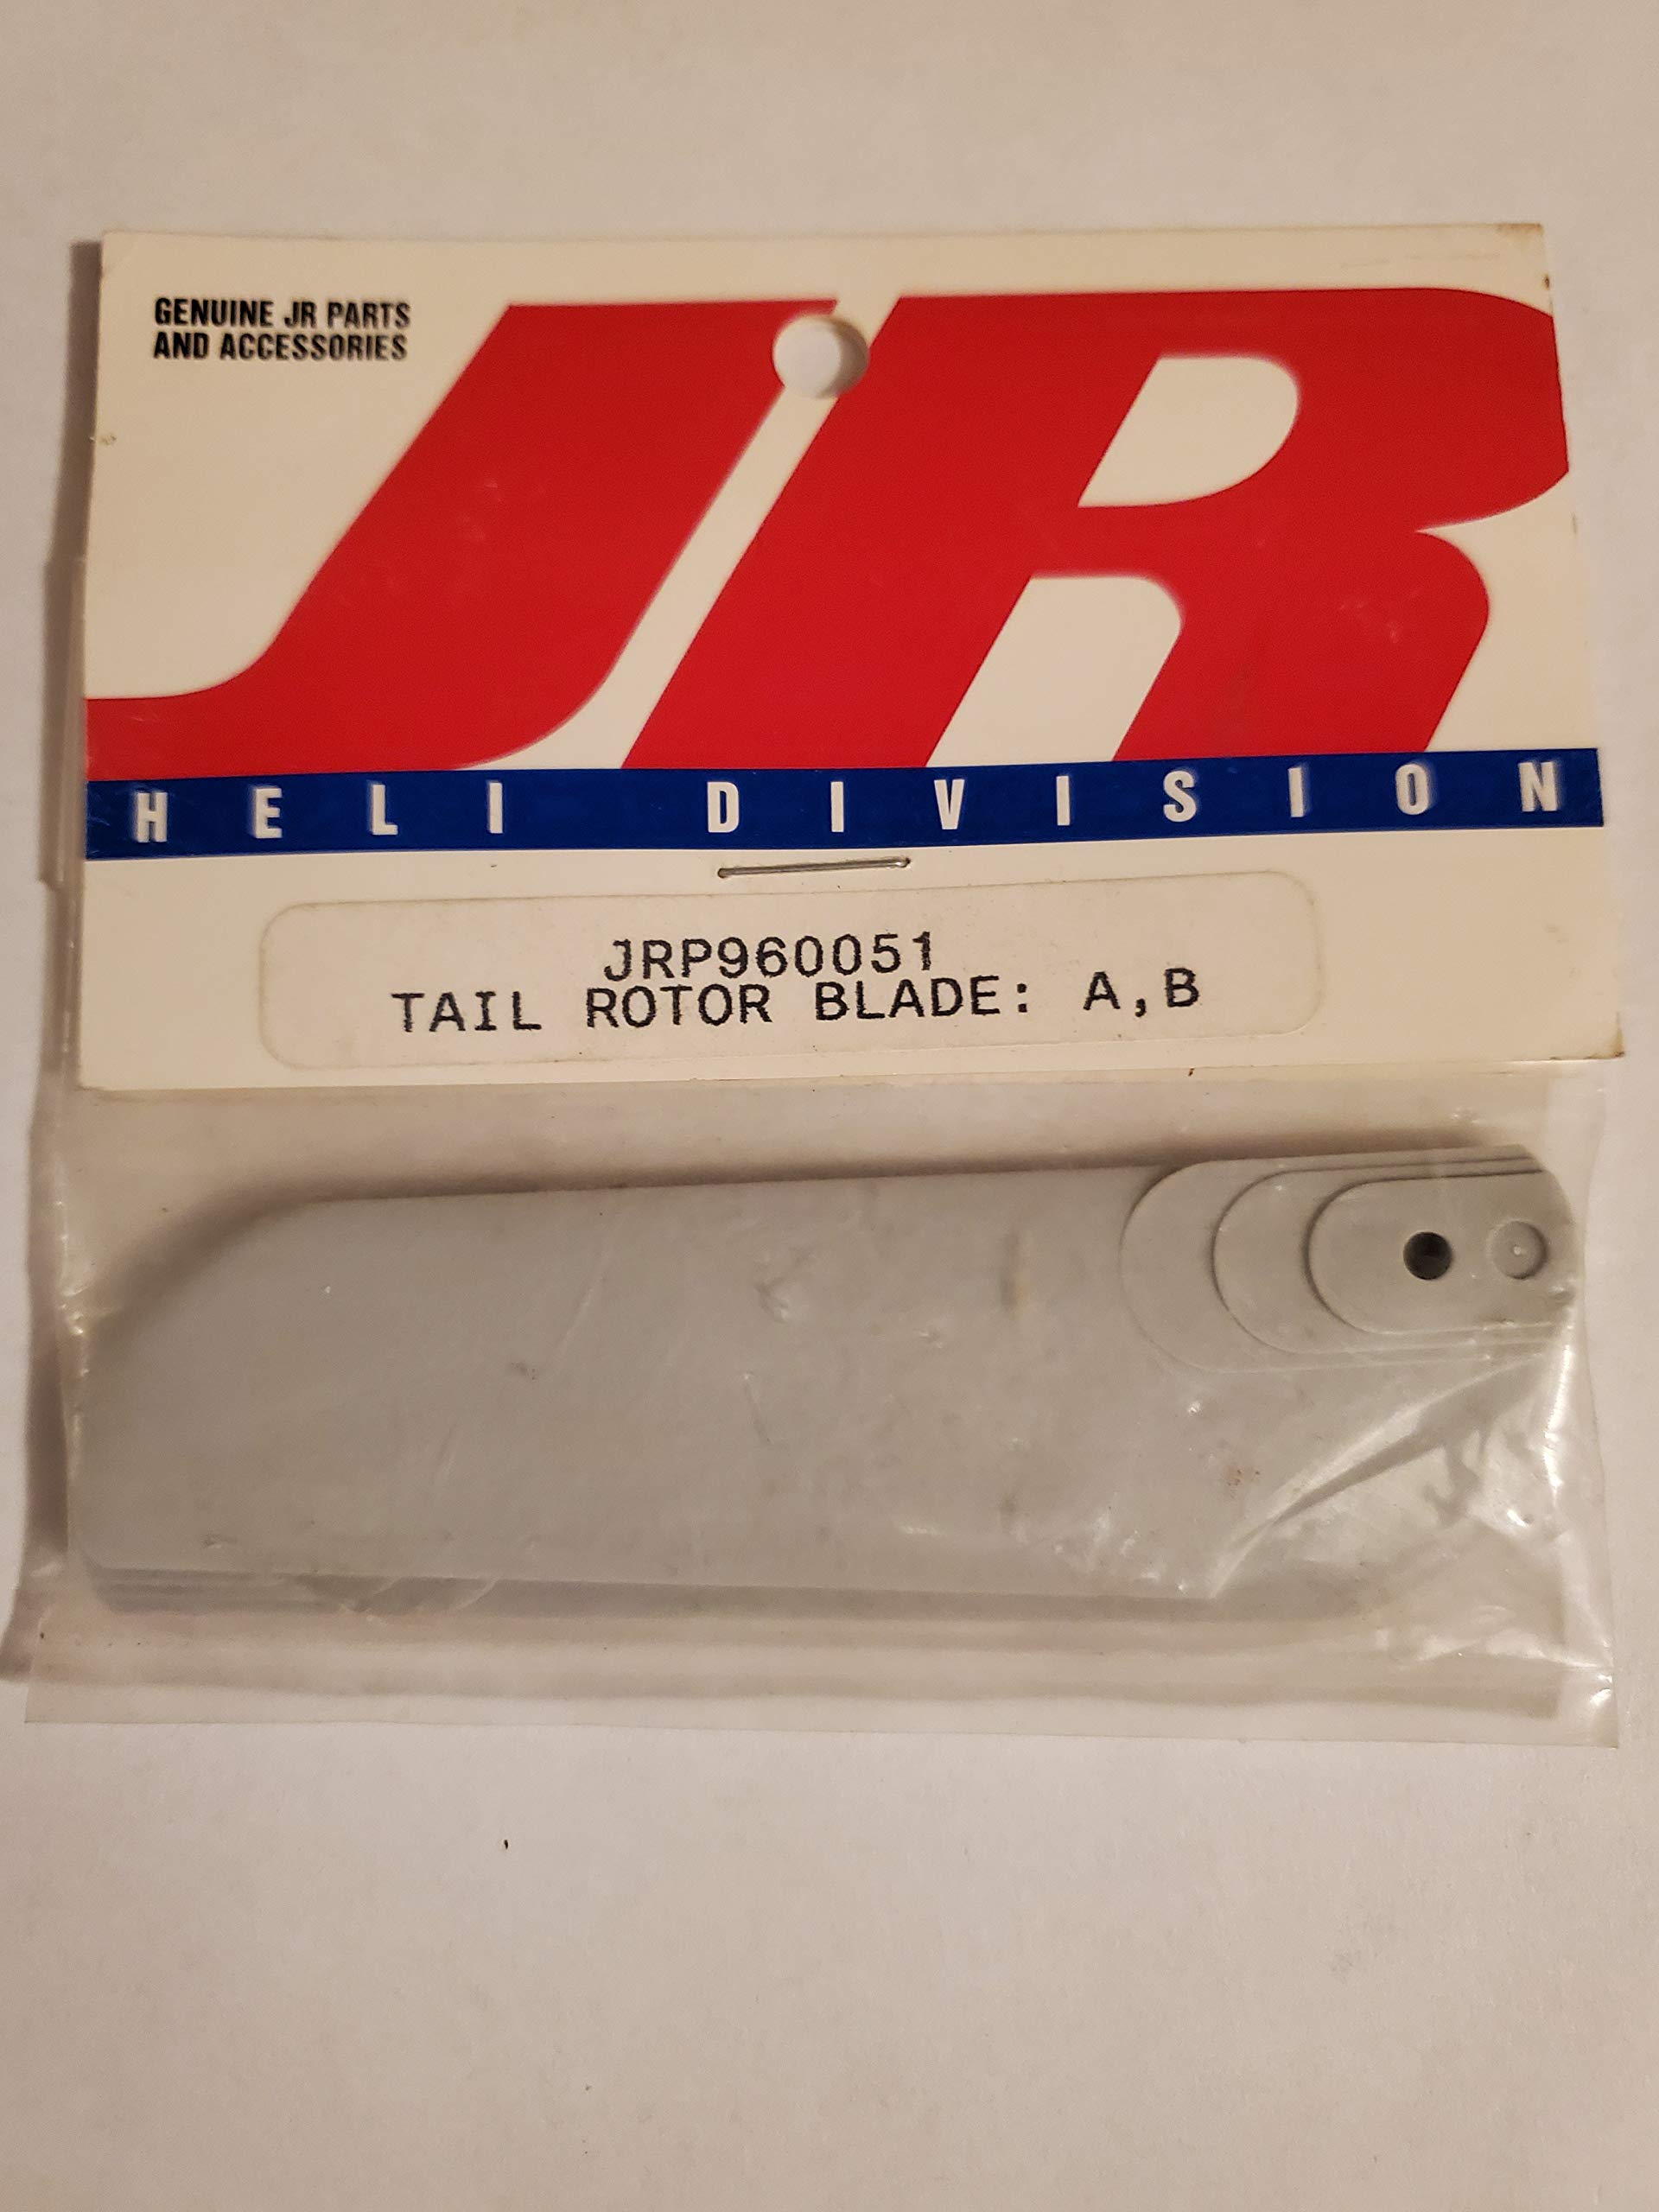 GENUINE JR PARTS
AND ACCESSORIES
JR
HELI DIVISION
JRP960051
TAIL ROTOR BLADE: A,B